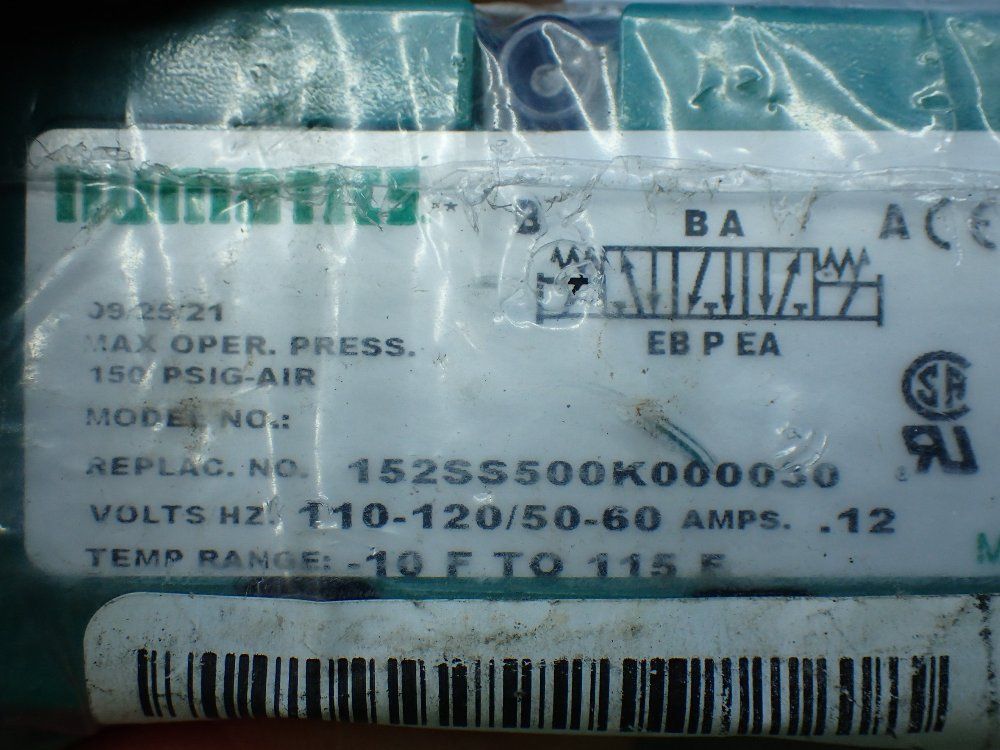 numatics
B BA A CE
EB P EA
09/25/21
MAX OPER. PRESS.
150 PSIG-AIR
MODEL NO.:
REPLAC. NO. 152SS500K000030
VOLTS HZ: 110-120/50-60 AMPS. .12
TEMP RANGE: -10 F TO 115 F